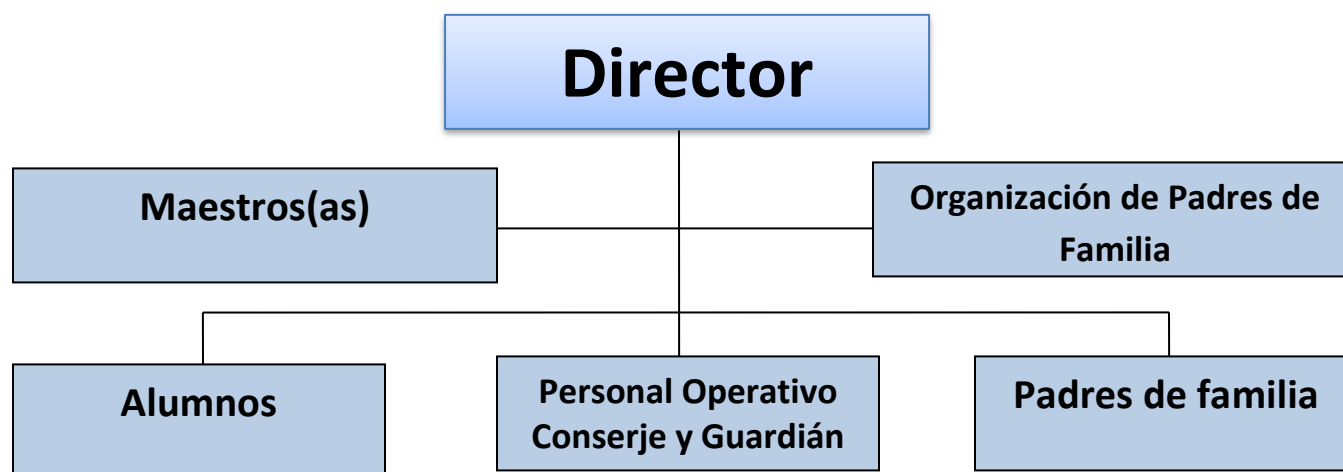 Director
Maestros(as)
Organización de Padres de
Familia
Alumnos
Personal Operativo
Conserje y Guardián
Padres de familia